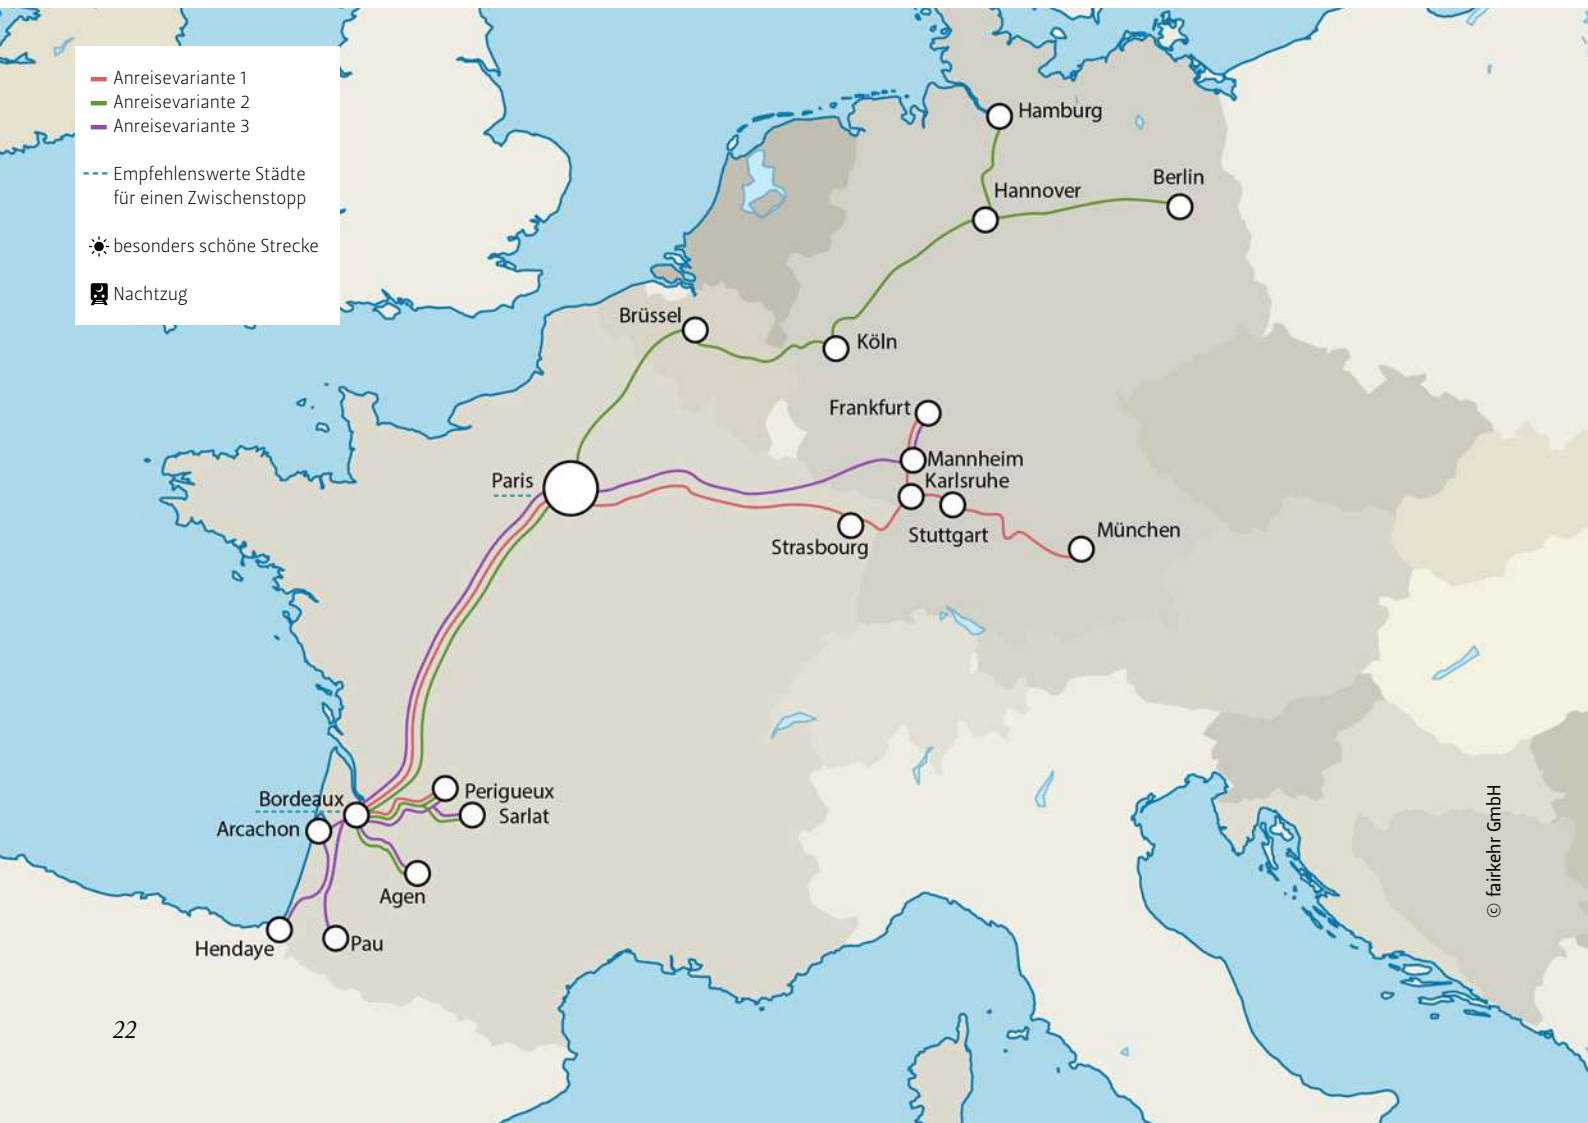 Anreisevariante 1
Anreisevariante 2
Anreisevariante 3
Empfehlenswerte Städte
für einen Zwischenstopp
besonders schöne Strecke
Nachtzug
Hamburg
Hannover
Berlin
Brüssel
Köln
Frankfurt
Mannheim
Karlsruhe
Paris
Stuttgart
München
Strasbourg
Bordeaux
Perigueux
Sarlat
Arcachon
Agen
Hendaye
Pau
© fairkehr GmbH
22